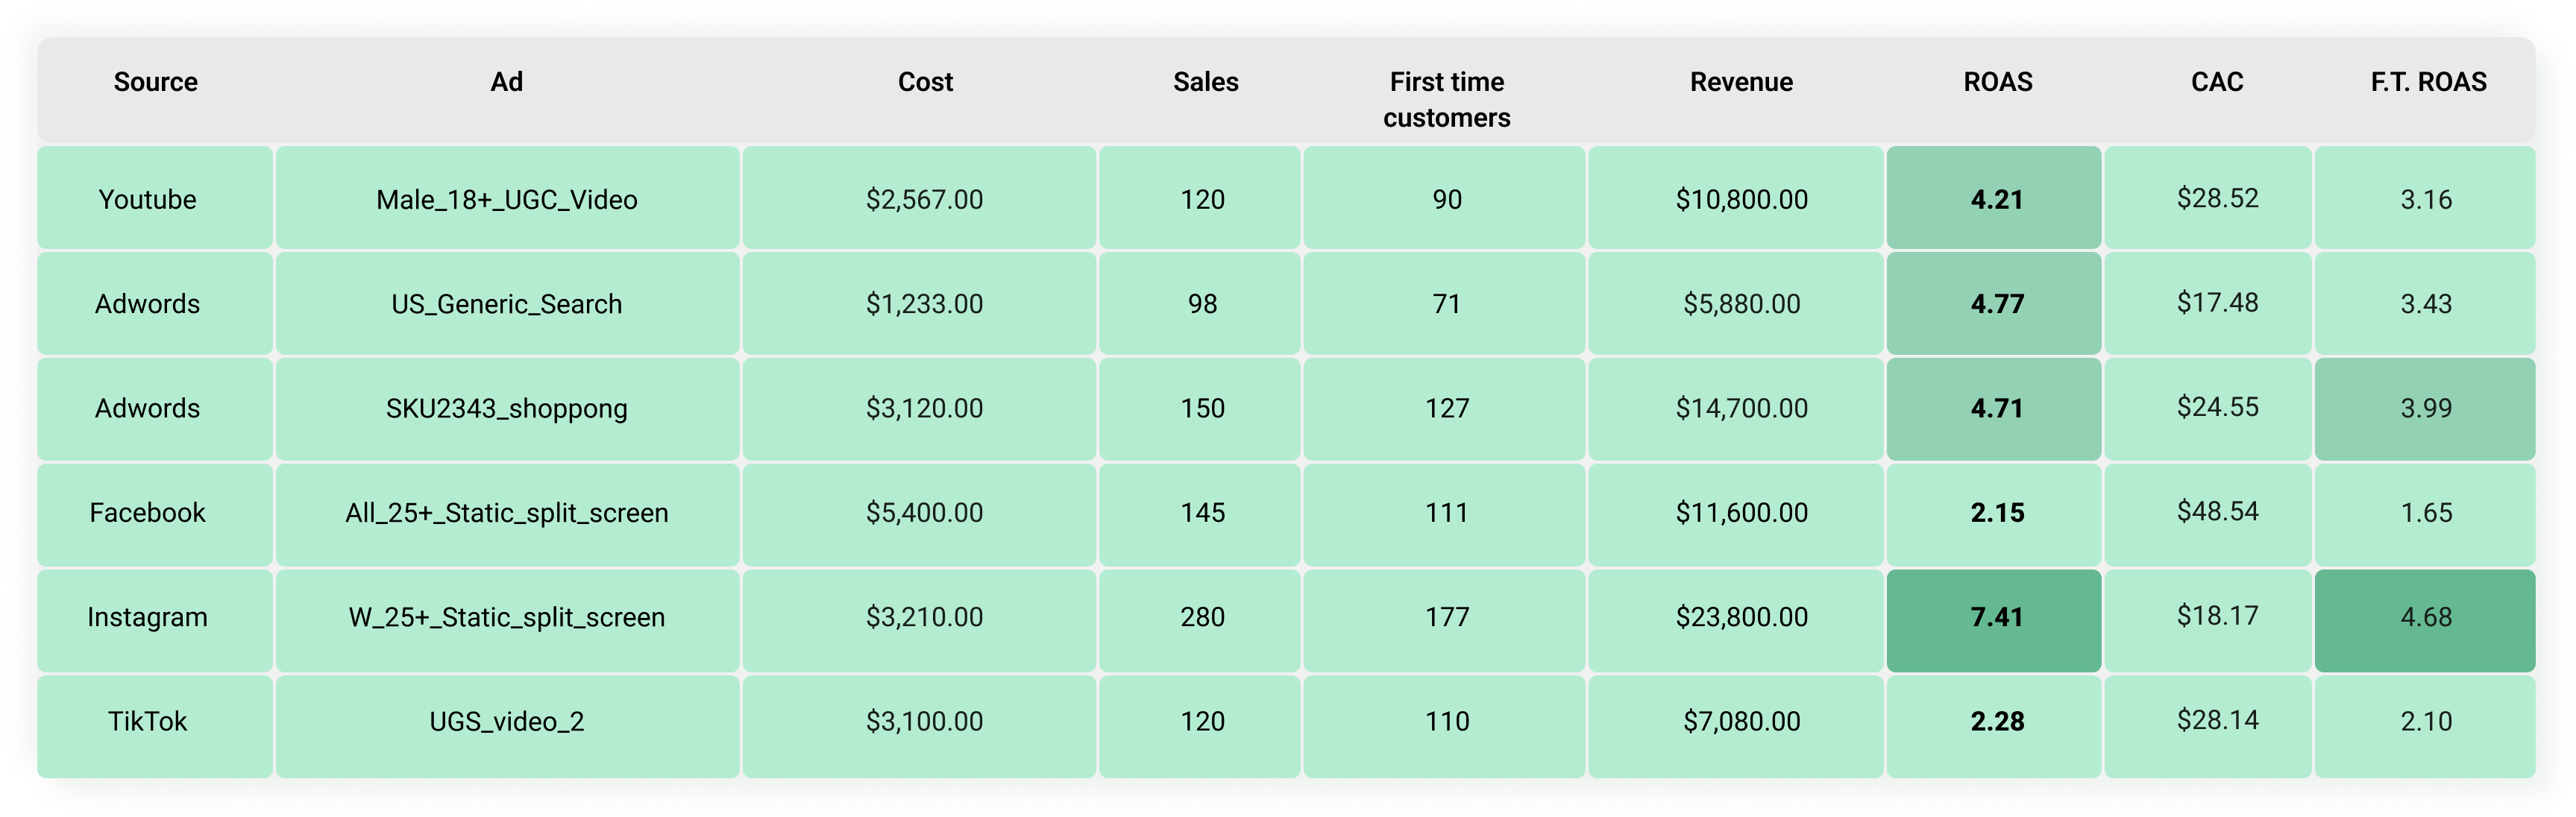 Source Ad Cost Sales First time customers Revenue ROAS CAC F.T. ROAS
Youtube Male_18+_UGC_Video $2,567.00 120 90 $10,800.00 4.21 $28.52 3.16
Adwords US_Generic_Search $1,233.00 98 71 $5,880.00 4.77 $17.48 3.43
Adwords SKU2343_shoppong $3,120.00 150 127 $14,700.00 4.71 $24.55 3.99
Facebook All_25+_Static_split_screen $5,400.00 145 111 $11,600.00 2.15 $48.54 1.65
Instagram W_25+_Static_split_screen $3,210.00 280 177 $23,800.00 7.41 $18.17 4.68
TikTok UGS_video_2 $3,100.00 120 110 $7,080.00 2.28 $28.14 2.10